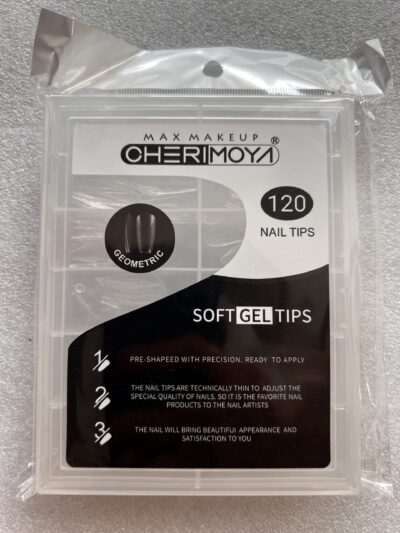 MAX MAKEUP
CHERIMOYA®
120
NAIL TIPS
GEOMETRIC
SOFT GEL TIPS
1
PRE-SHAPEED WITH PRECISION. READY TO APPLY
2
THE NAIL TIPS ARE TECHNICALLY THIN TO ADJUST THE
SPECIAL QUALITY OF NAILS. SO IT IS THE FAVORITE NAIL
PRODUCTS TO THE NAIL ARTISTS
3
THE NAIL WILL BRING BEAUTIFUL APPEARANCE AND
SATISFACTION TO YOU